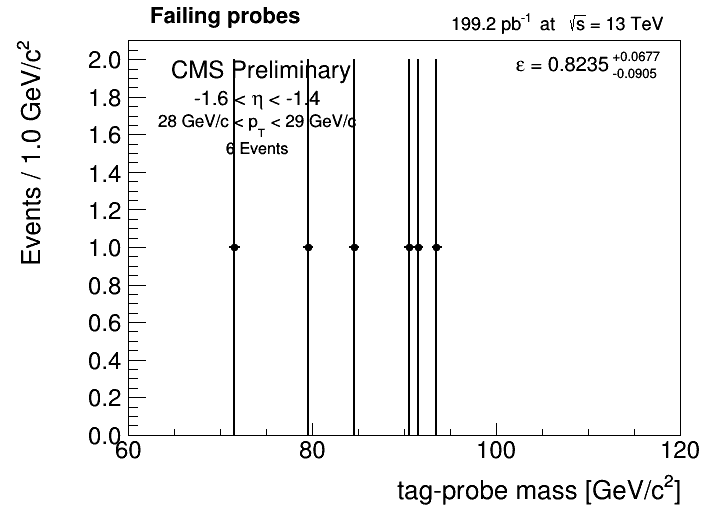 Failing probes
199.2 pb⁻¹ at √s = 13 TeV
CMS Preliminary
ε = 0.8235 +0.0677 -0.0905
-1.6 < η < -1.4
28 GeV/c < p_T < 29 GeV/c
6 Events
Events / 1.0 GeV/c²
2.0
1.8
1.6
1.4
1.2
1.0
0.8
0.6
0.4
0.2
0.0
60 80 100 120
tag-probe mass [GeV/c²]